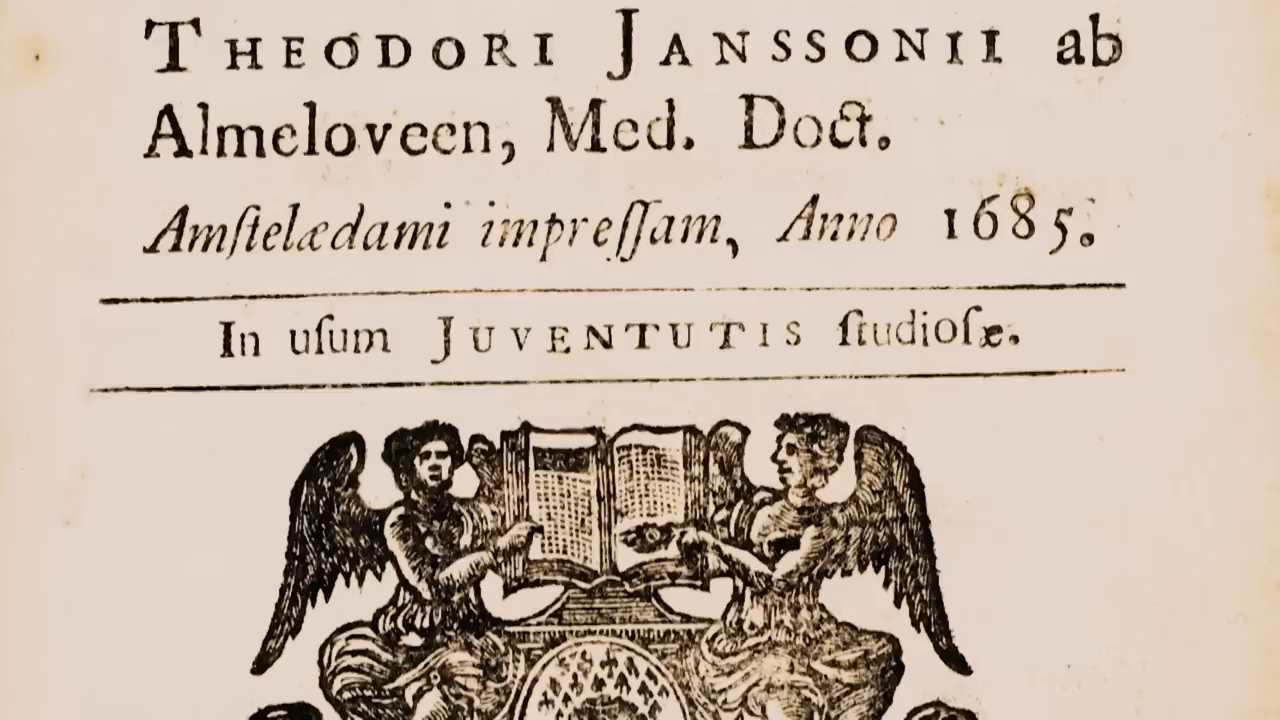 THEODORI JANSSONII ab
Almeloveen, Med. Doct.
Amſtelædami impreſſam, Anno 1685.
In uſum JUVENTUTIS ſtudioſæ.